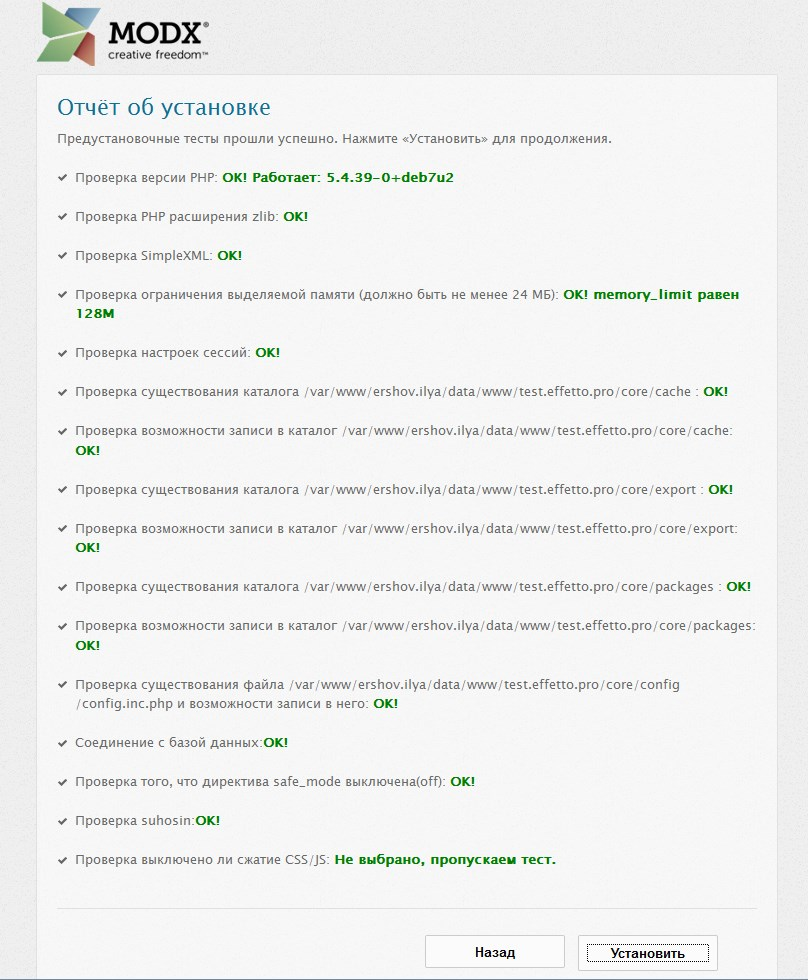 MODX®
creative freedom™
Отчёт об установке
Предустановочные тесты прошли успешно. Нажмите «Установить» для продолжения.
Проверка версии PHP: OK! Работает: 5.4.39-0+deb7u2
Проверка PHP расширения zlib: OK!
Проверка SimpleXML: OK!
Проверка ограничения выделяемой памяти (должно быть не менее 24 МБ): OK! memory_limit равен
128M
Проверка настроек сессий: OK!
Проверка существования каталога /var/www/ershov.ilya/data/www/test.effetto.pro/core/cache : OK!
Проверка возможности записи в каталог /var/www/ershov.ilya/data/www/test.effetto.pro/core/cache:
OK!
Проверка существования каталога /var/www/ershov.ilya/data/www/test.effetto.pro/core/export : OK!
Проверка возможности записи в каталог /var/www/ershov.ilya/data/www/test.effetto.pro/core/export:
OK!
Проверка существования каталога /var/www/ershov.ilya/data/www/test.effetto.pro/core/packages : OK!
Проверка возможности записи в каталог /var/www/ershov.ilya/data/www/test.effetto.pro/core/packages:
OK!
Проверка существования файла /var/www/ershov.ilya/data/www/test.effetto.pro/core/config
/config.inc.php и возможности записи в него: OK!
Соединение с базой данных:OK!
Проверка того, что директива safe_mode выключена(off): OK!
Проверка suhosin:OK!
Проверка выключено ли сжатие CSS/JS: Не выбрано, пропускаем тест.
Назад
Установить